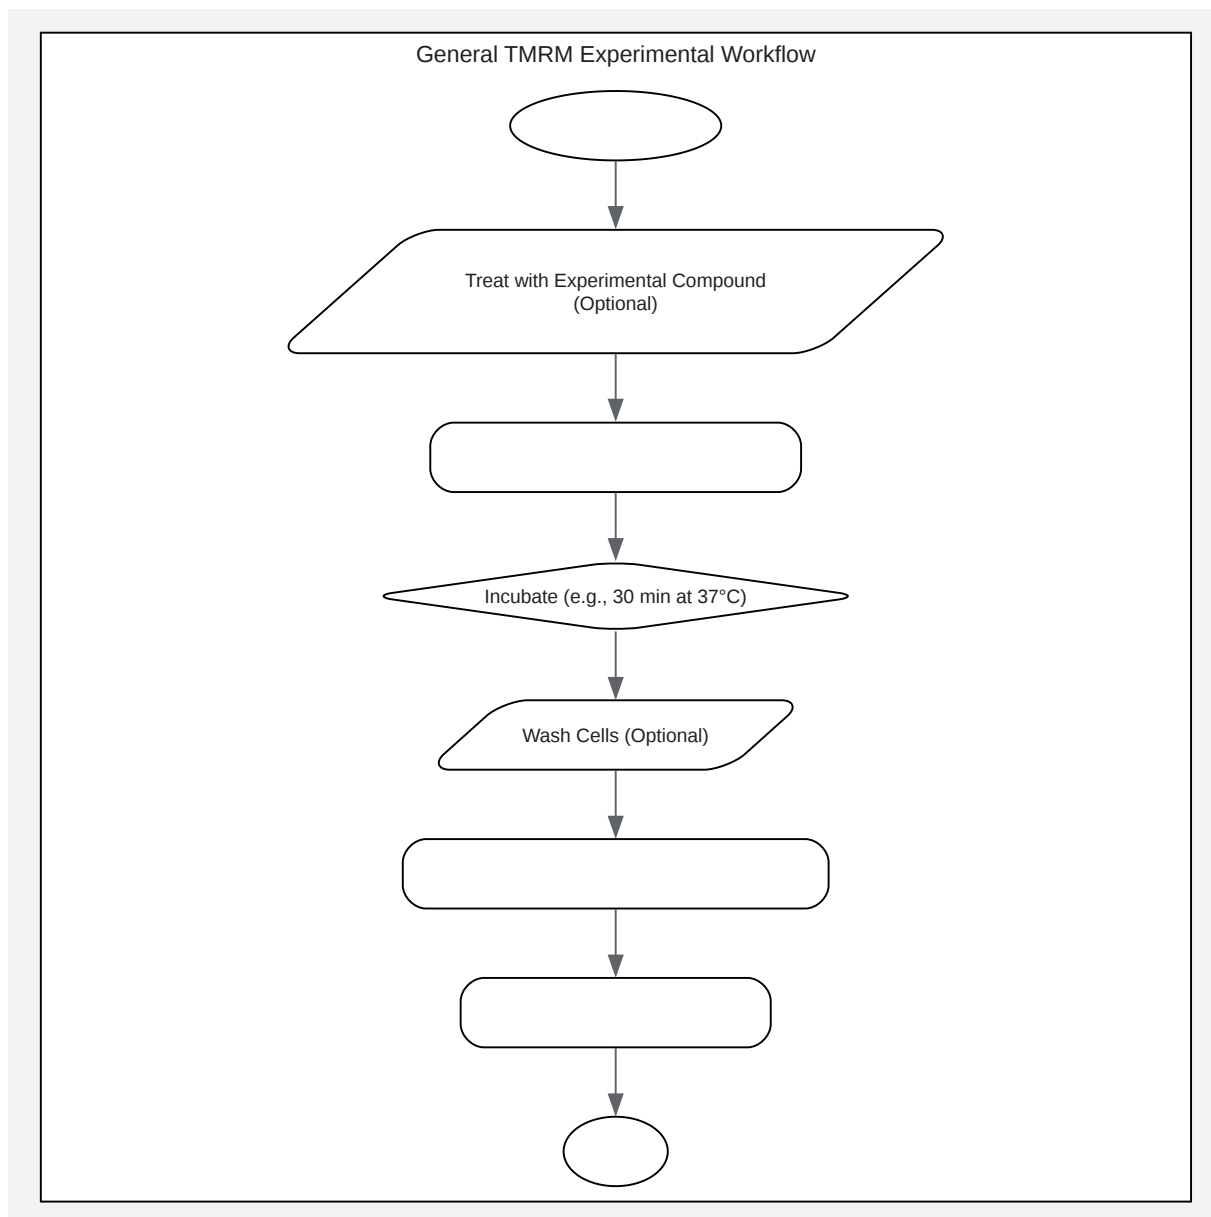 General TMRM Experimental Workflow
Treat with Experimental Compound
(Optional)
Incubate (e.g., 30 min at 37°C)
Wash Cells (Optional)